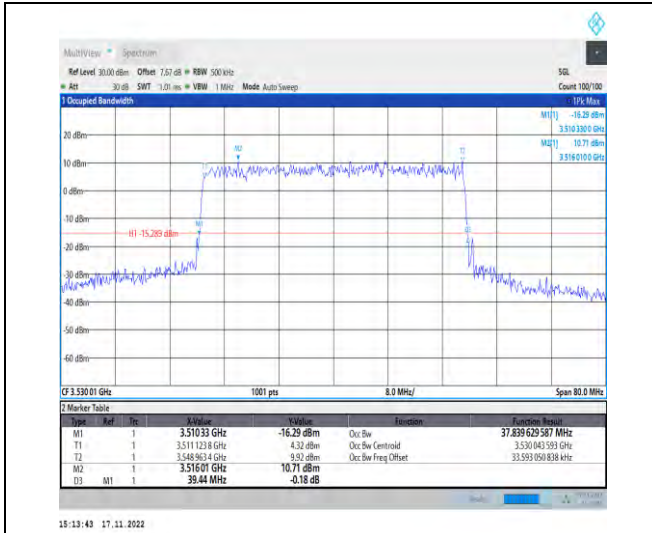 MultiView Spectrum
Ref Level 30.00 dBm Offset 7.67 dB RBW 500 kHz SGL
Att 30 dB SWT 1.01 ms VBW 1 MHz Mode Auto Sweep Count 100/100
1 Occupied Bandwidth 1Pk Max
M1[1] -16.29 dBm
3.510 330 0 GHz
M2[1] 10.71 dBm
3.516 010 0 GHz
20 dBm
M2
10 dBm
0 dBm
-10 dBm
M1
H1 -15.289 dBm
-30 dBm
-40 dBm
-50 dBm
-60 dBm
CF 3.530 01 GHz 1001 pts 8.0 MHz/ Span 80.0 MHz
2 Marker Table
Type Ref Trc X-Value Y-Value Function Function Result
M1 1 3.510 33 GHz -16.29 dBm Occ Bw 37.839 629 587 MHz
T1 1 3.511 123 8 GHz 4.32 dBm Occ Bw Centroid 3.530 043 593 GHz
T2 1 3.548 963 4 GHz 9.92 dBm Occ Bw Freq Offset 33.593 050 838 kHz
M2 1 3.516 01 GHz 10.71 dBm
D3 M1 1 39.44 MHz -0.18 dB
15:13:43 17.11.2022